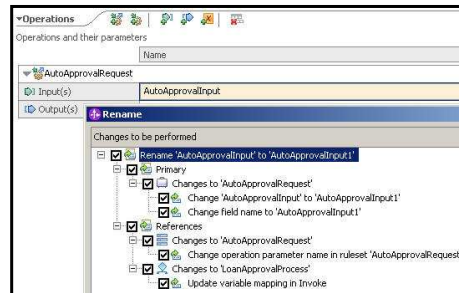 Operations
Operations and their parameters
Name
AutoApprovalRequest
Input(s)
AutoApprovalInput
Output(s)
Rename
Changes to be performed
Rename 'AutoApprovalInput' to 'AutoApprovalInput1'
Primary
Changes to 'AutoApprovalRequest'
Change 'AutoApprovalInput' to 'AutoApprovalInput1'
Change field name to 'AutoApprovalInput1'
References
Changes to 'AutoApprovalRequest'
Change operation parameter name in ruleset 'AutoApprovalRequest
Changes to 'LoanApprovalProcess'
Update variable mapping in Invoke